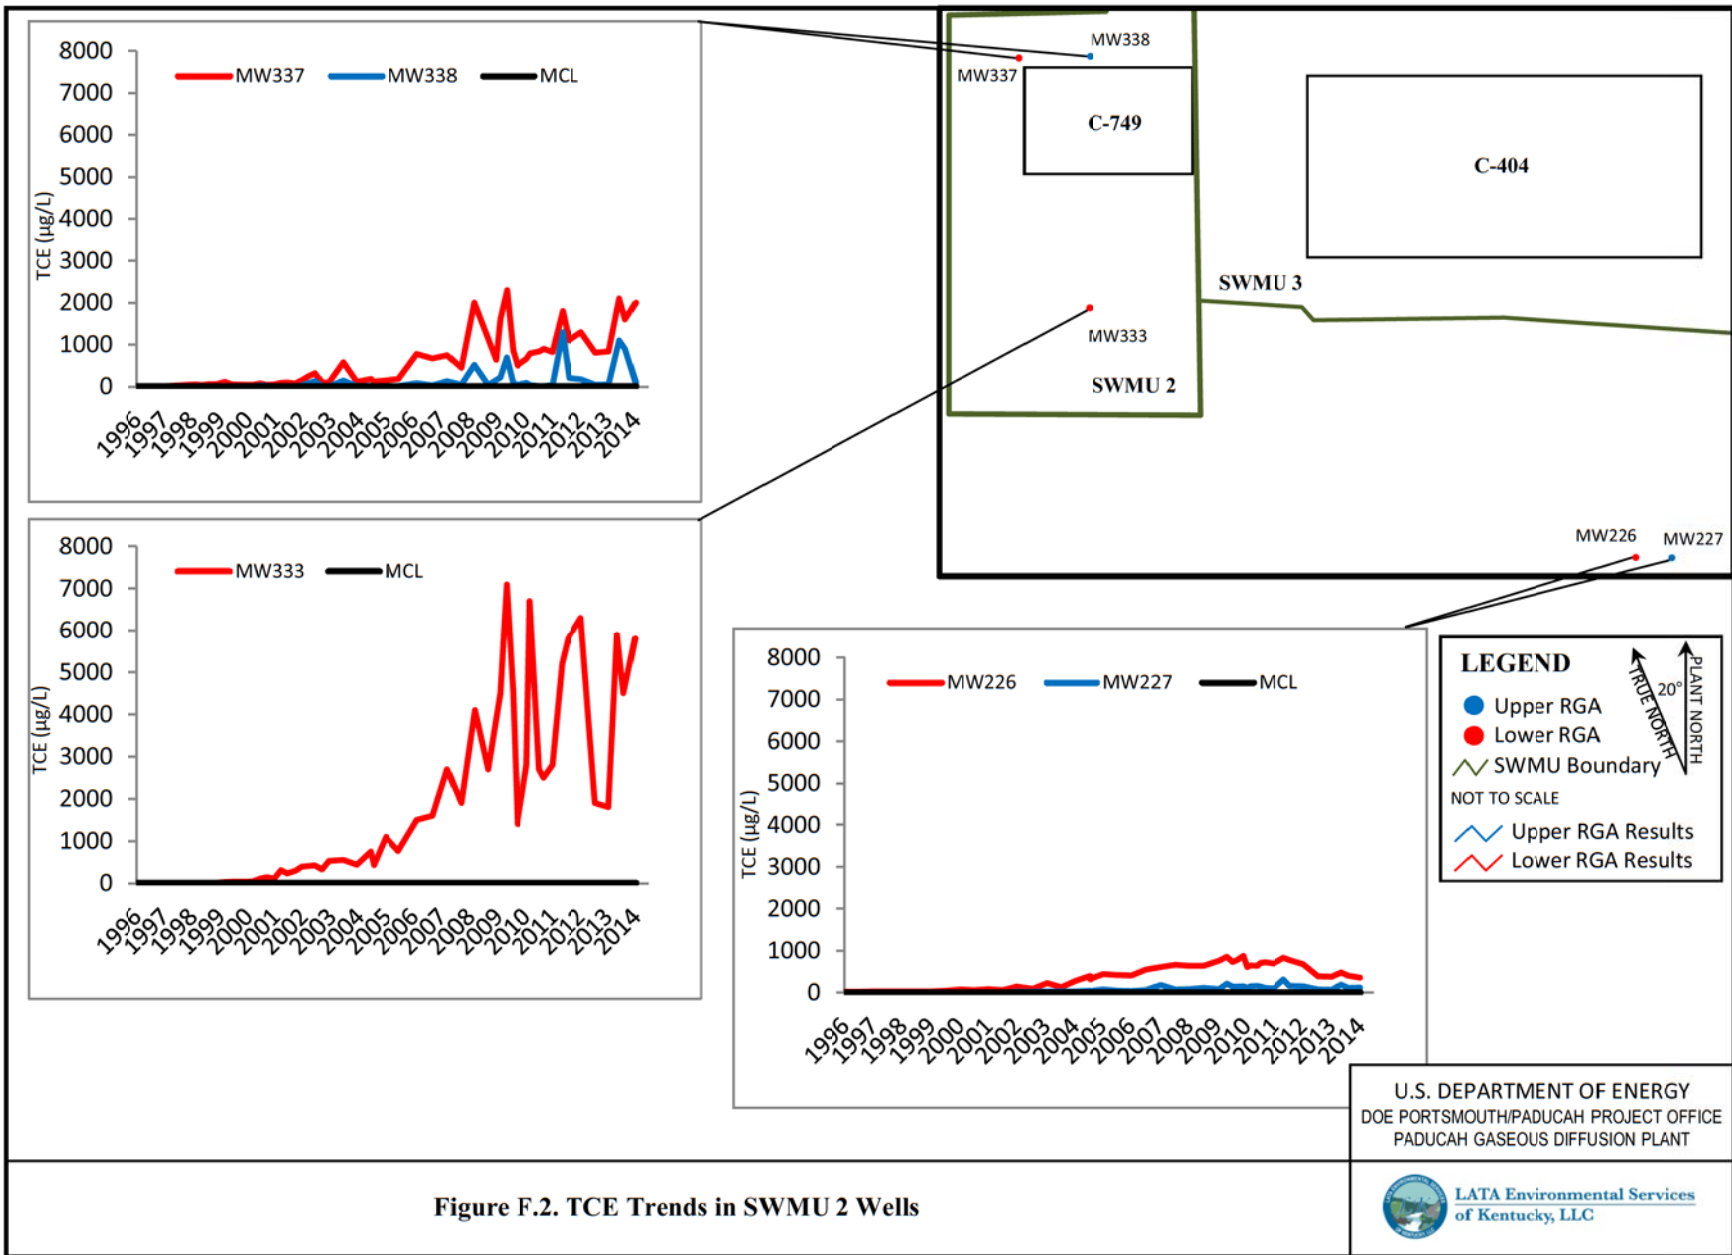 8000
7000
6000
5000
4000
3000
2000
1000
0
TCE (µg/L)
MW337 MW338 MCL
1996 1997 1998 1999 2000 2001 2002 2003 2004 2005 2006 2007 2008 2009 2010 2011 2012 2013 2014
MW338
MW337
C-749
C-404
SWMU 3
MW333
SWMU 2
MW226 MW227
8000
7000
6000
5000
4000
3000
2000
1000
0
TCE (µg/L)
MW333 MCL
1996 1997 1998 1999 2000 2001 2002 2003 2004 2005 2006 2007 2008 2009 2010 2011 2012 2013 2014
8000
7000
6000
5000
4000
3000
2000
1000
0
TCE (µg/L)
MW226 MW227 MCL
1996 1997 1998 1999 2000 2001 2002 2003 2004 2005 2006 2007 2008 2009 2010 2011 2012 2013 2014
LEGEND
Upper RGA
Lower RGA
SWMU Boundary
NOT TO SCALE
Upper RGA Results
Lower RGA Results
TRUE NORTH
20°
PLANT NORTH
U.S. DEPARTMENT OF ENERGY
DOE PORTSMOUTH/PADUCAH PROJECT OFFICE
PADUCAH GASEOUS DIFFUSION PLANT
Figure F.2. TCE Trends in SWMU 2 Wells
LATA Environmental Services
of Kentucky, LLC